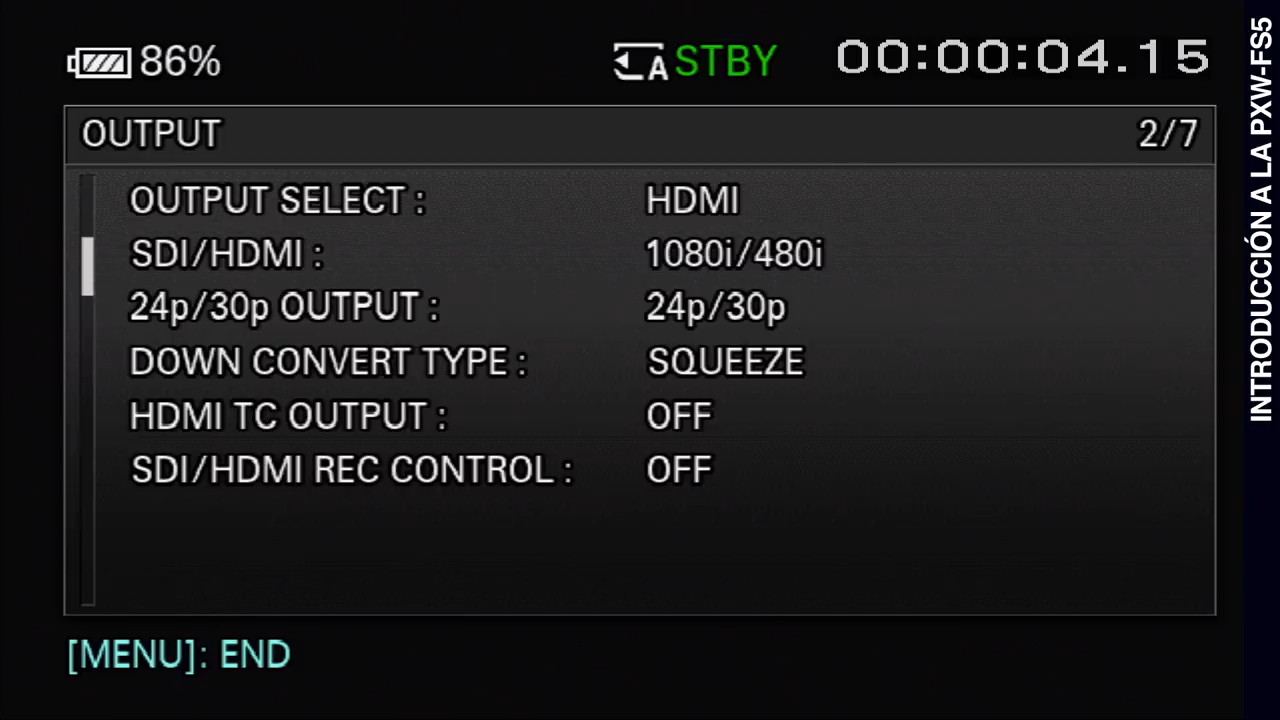 86%
A STBY 00:00:04.15
OUTPUT 2/7
OUTPUT SELECT : HDMI
SDI/HDMI : 1080i/480i
24p/30p OUTPUT : 24p/30p
DOWN CONVERT TYPE : SQUEEZE
HDMI TC OUTPUT : OFF
SDI/HDMI REC CONTROL : OFF
[MENU]: END
INTRODUCCIÓN A LA PXW-FS5